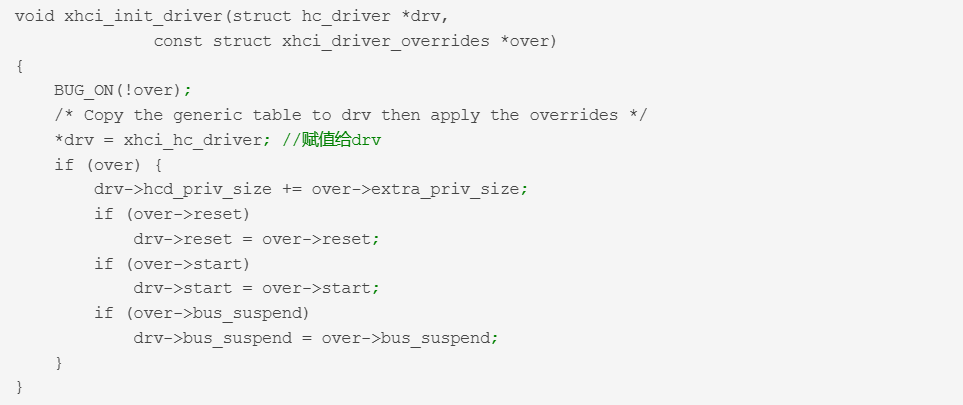 void xhci_init_driver(struct hc_driver *drv,
              const struct xhci_driver_overrides *over)
{
    BUG_ON(!over);
    /* Copy the generic table to drv then apply the overrides */
    *drv = xhci_hc_driver; //赋值给drv
    if (over) {
        drv->hcd_priv_size += over->extra_priv_size;
        if (over->reset)
            drv->reset = over->reset;
        if (over->start)
            drv->start = over->start;
        if (over->bus_suspend)
            drv->bus_suspend = over->bus_suspend;
    }
}